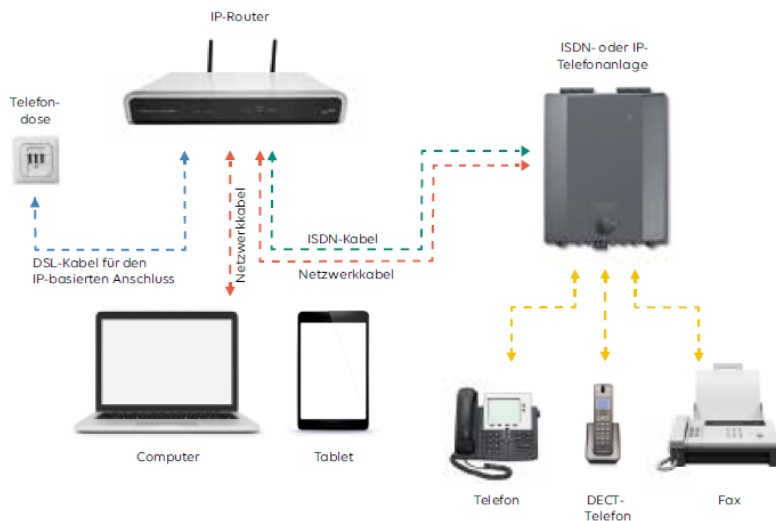 IP-Router
ISDN- oder IP-
Telefonanlage
Telefon-
dose
Netzwerkkabel
ISDN-Kabel
DSL-Kabel für den
IP-basierten Anschluss
Netzwerkkabel
Computer
Tablet
Telefon
DECT-
Telefon
Fax